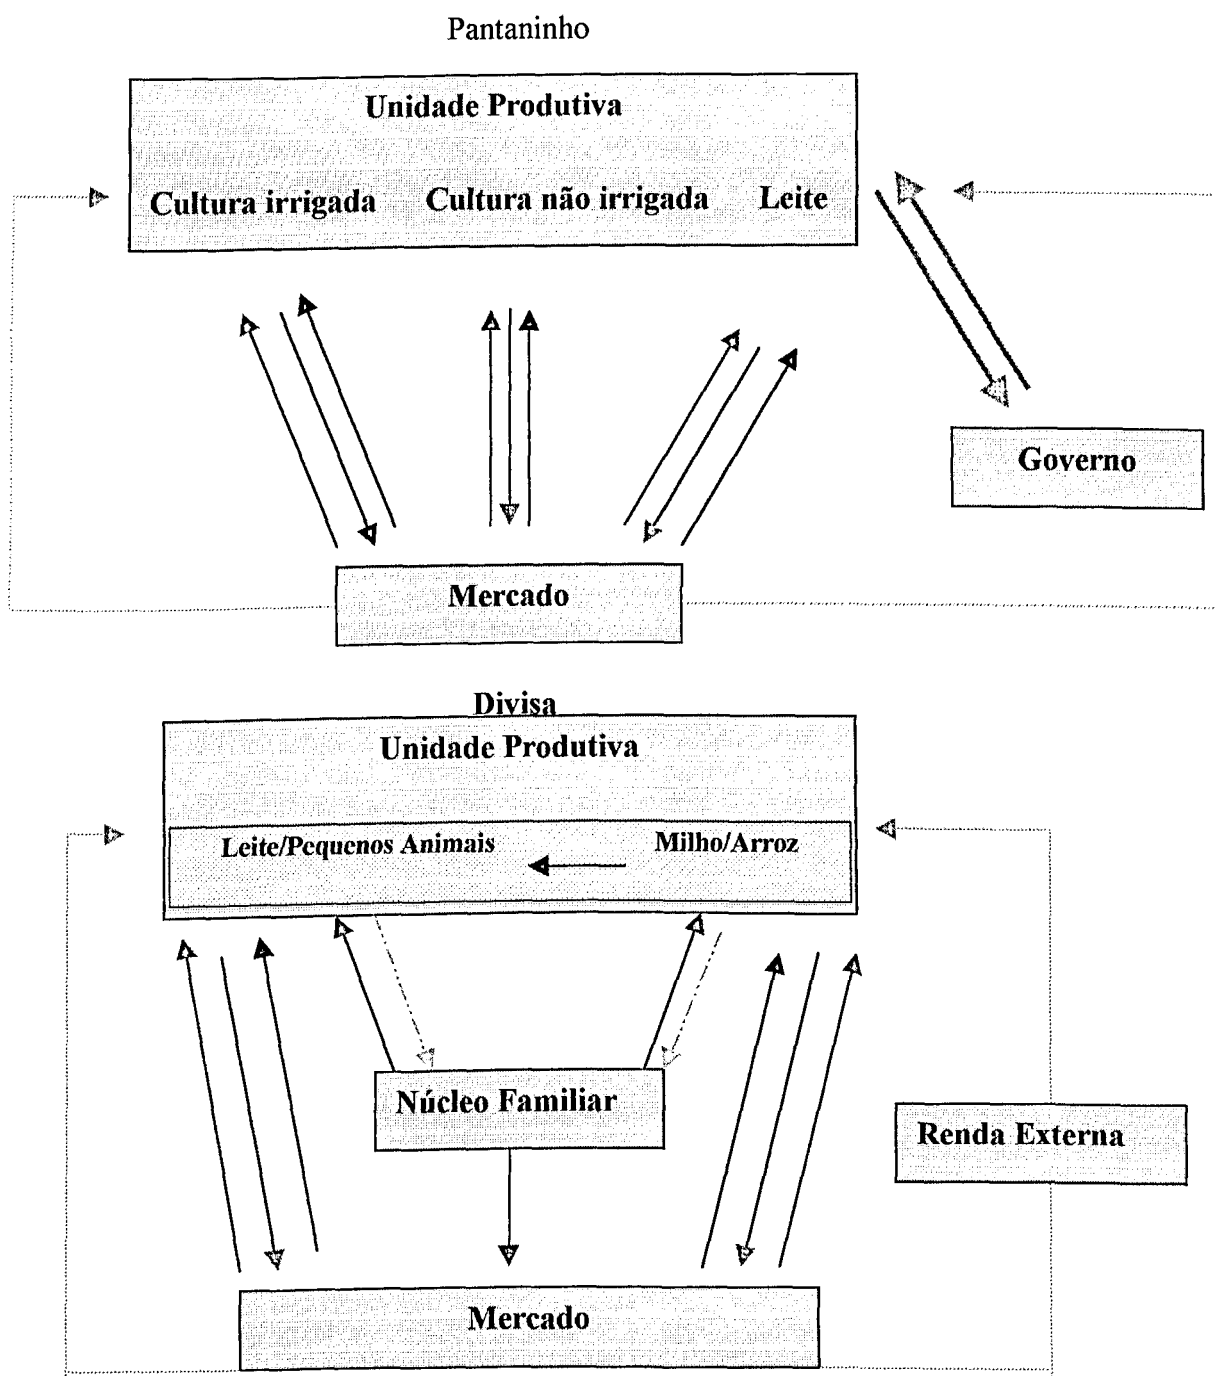 Pantaninho
Unidade Produtiva
Cultura irrigada Cultura não irrigada Leite
Governo
Mercado
Divisa
Unidade Produtiva
Leite/Pequenos Animais Milho/Arroz
Núcleo Familiar
Renda Externa
Mercado